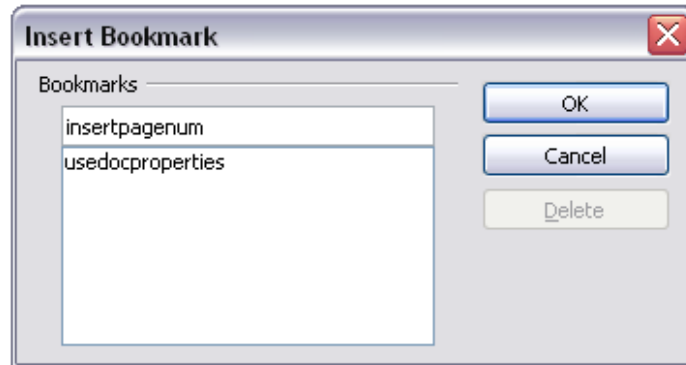 Insert Bookmark
Bookmarks
insertpagenum
usedocproperties
OK
Cancel
Delete